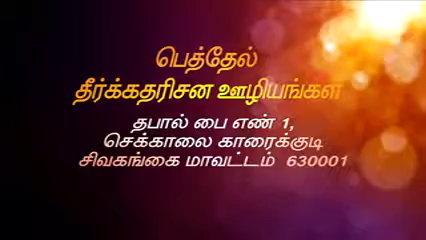 பெத்தேல்
தீர்க்கதரிசன ஊழியங்கள்
தபால் பை எண் 1,
செக்காலை காரைக்குடி
சிவகங்கை மாவட்டம் 630001